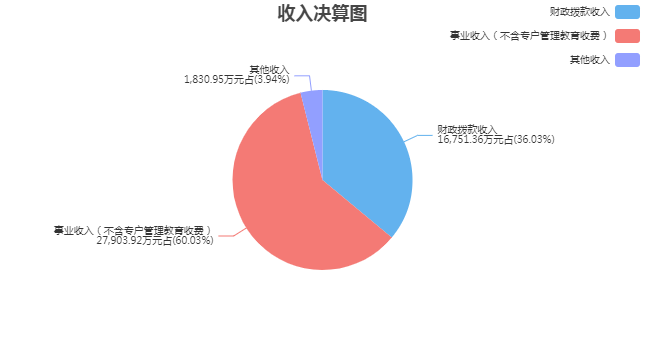 收入决算图
财政拨款收入
事业收入（不含专户管理教育收费）
其他收入
其他收入
1,830.95万元占(3.94%)
财政拨款收入
16,751.36万元占(36.03%)
事业收入（不含专户管理教育收费）
27,903.92万元占(60.03%)